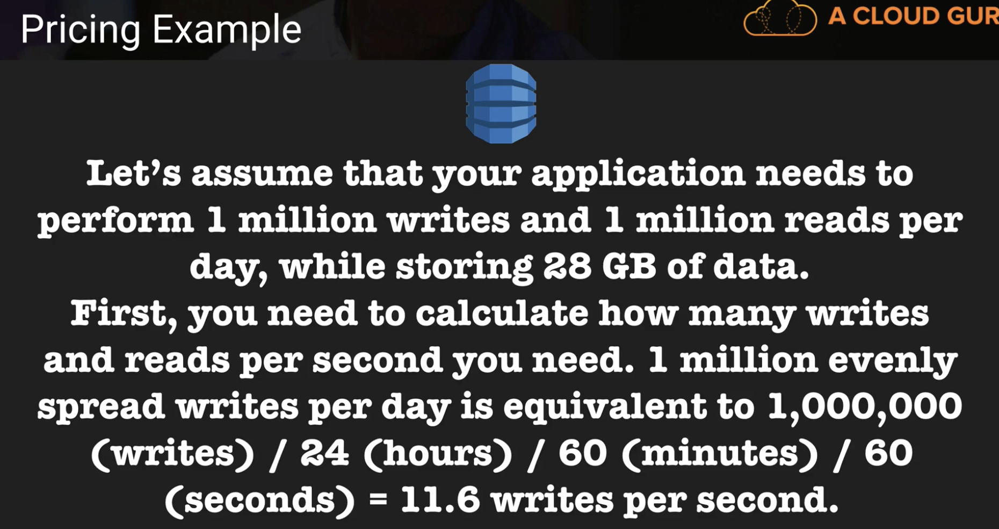 Pricing Example
A CLOUD GUR
Let's assume that your application needs to
perform 1 million writes and 1 million reads per
day, while storing 28 GB of data.
First, you need to calculate how many writes
and reads per second you need. 1 million evenly
spread writes per day is equivalent to 1,000,000
(writes) / 24 (hours) / 60 (minutes) / 60
(seconds) = 11.6 writes per second.